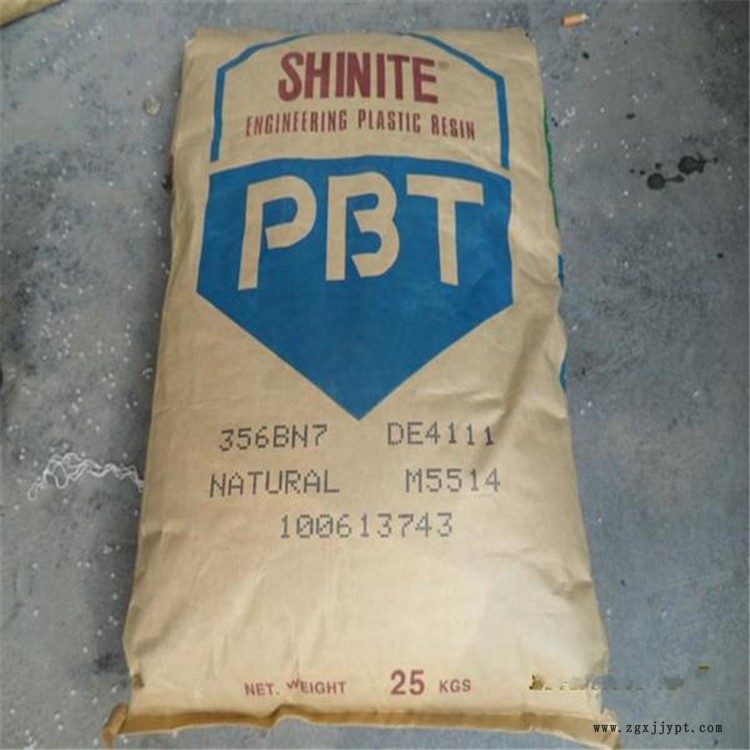 SHINITE®
ENGINEERING PLASTIC RESIN
PBT
356BN7 DE4111
NATURAL M5514
100613743
NET. WEIGHT 25 KGS
www.zgxjjypt.com